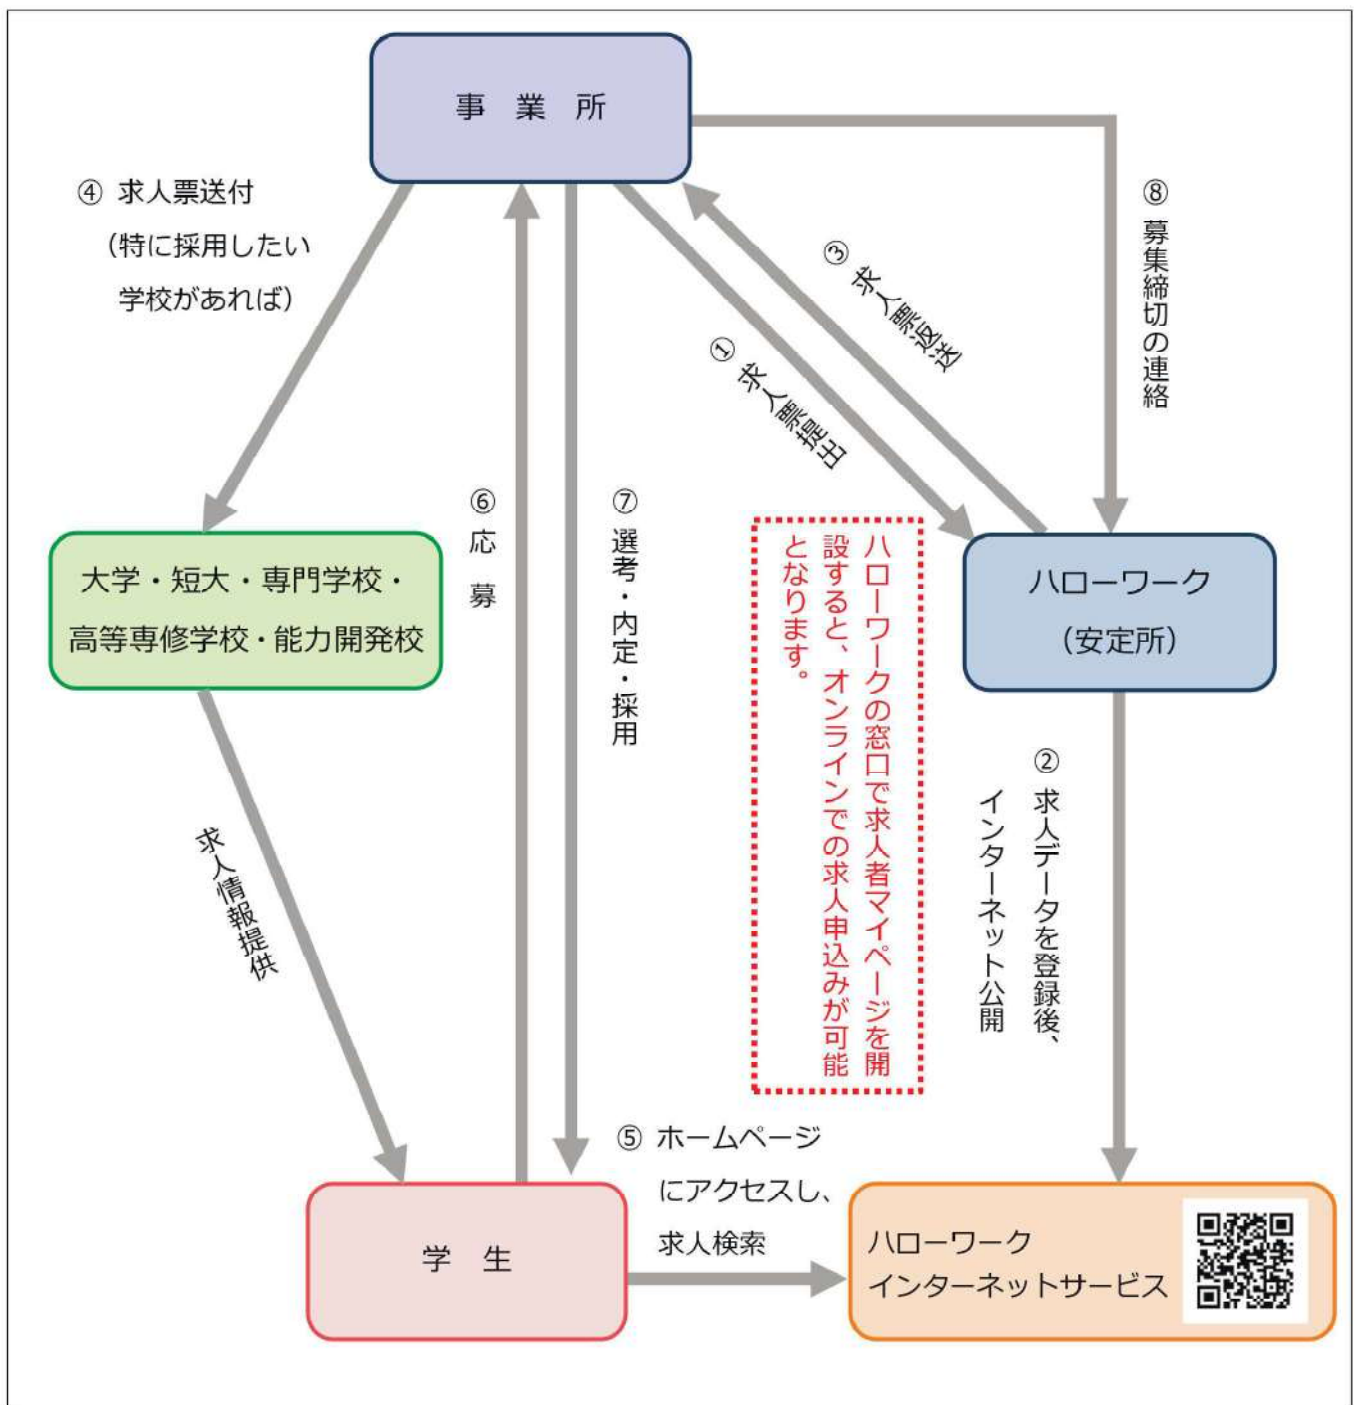 事 業 所
④ 求人票送付
（特に採用したい
学校があれば）
⑧ 募集締切の連絡
③ 求人票返送
① 求人票提出
⑥ 応 募
⑦ 選考・内定・採用
大学・短大・専門学校・
高等専修学校・能力開発校
ハローワーク
（安定所）
ハローワークの窓口で求人者マイページを開
設すると、オンラインでの求人申込みが可能
となります。
② 求人データを登録後、
インターネット公開
求人情報提供
⑤ ホームページ
にアクセスし、
求人検索
学 生
ハローワーク
インターネットサービス